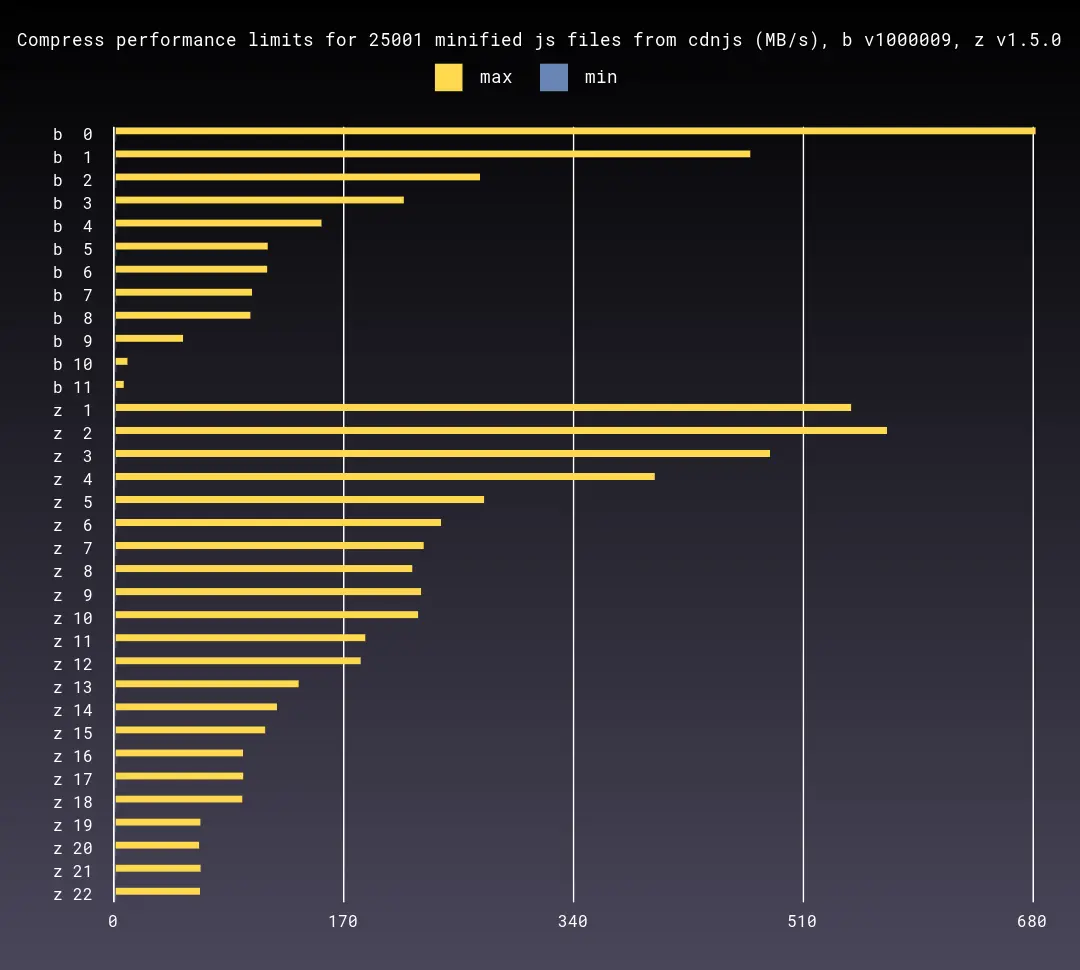 Compress performance limits for 25001 minified js files from cdnjs (MB/s), b v1000009, z v1.5.0
max min
b 0
b 1
b 2
b 3
b 4
b 5
b 6
b 7
b 8
b 9
b 10
b 11
z 1
z 2
z 3
z 4
z 5
z 6
z 7
z 8
z 9
z 10
z 11
z 12
z 13
z 14
z 15
z 16
z 17
z 18
z 19
z 20
z 21
z 22
0 170 340 510 680